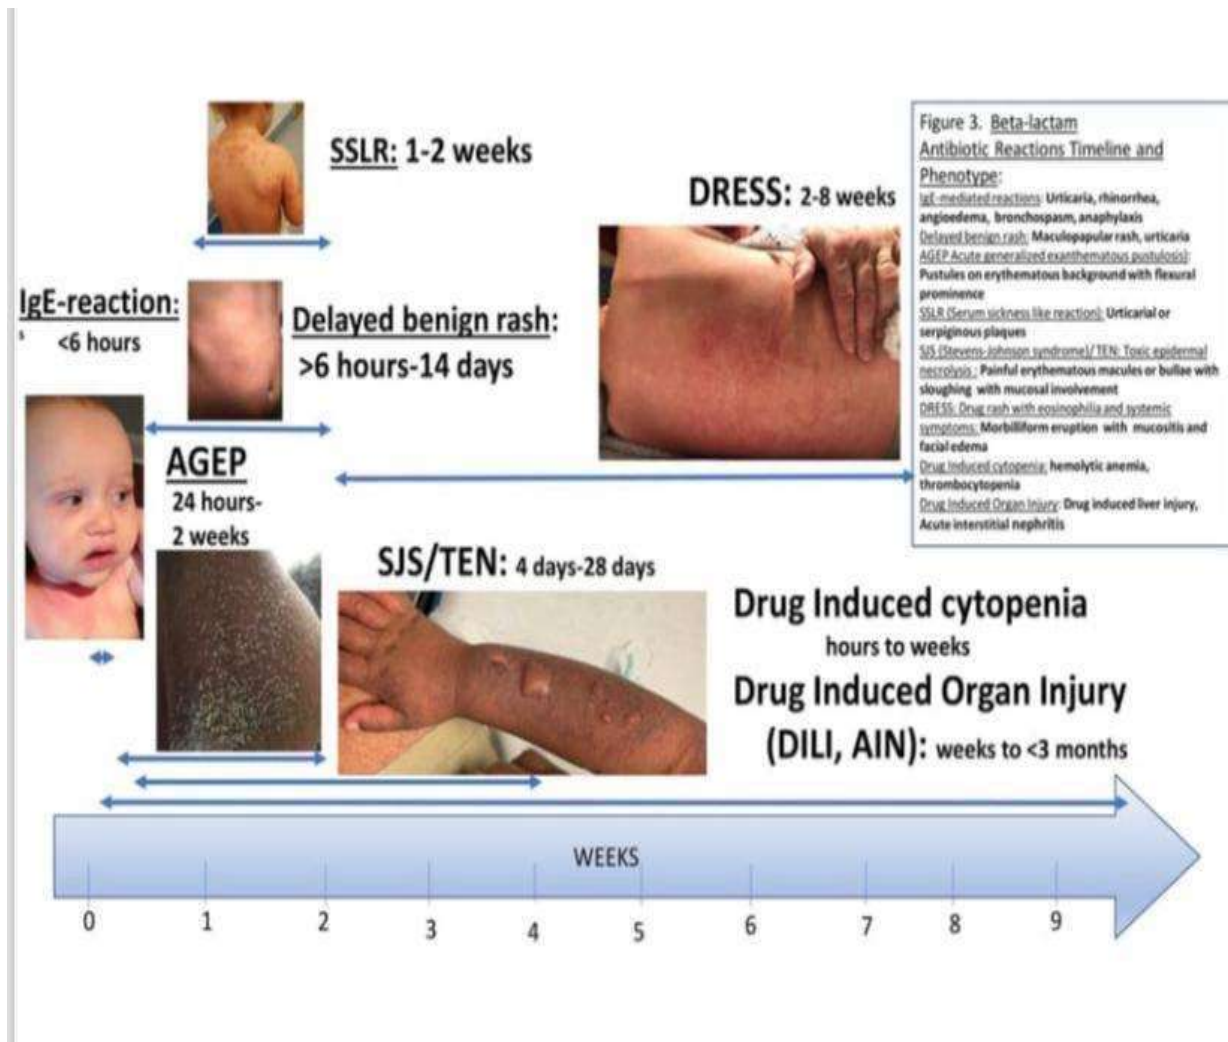 SSLR: 1-2 weeks
DRESS: 2-8 weeks
IgE-reaction:
<6 hours
Delayed benign rash:
>6 hours-14 days
AGEP
24 hours-
2 weeks
SJS/TEN: 4 days-28 days
Drug Induced cytopenia
hours to weeks
Drug Induced Organ Injury
(DILI, AIN): weeks to <3 months
Figure 3. Beta-lactam
Antibiotic Reactions Timeline and
Phenotype:
IgE-mediated reactions: Urticaria, rhinorrhea,
angioedema, bronchospasm, anaphylaxis
Delayed benign rash: Maculopapular rash, urticaria
AGEP Acute generalized exanthematous pustulosis):
Pustules on erythematous background with flexural
prominence
SSLR (Serum sickness like reaction): Urticarial or
serpiginous plaques
SJS (Stevens-Johnson syndrome)/ TEN: Toxic epidermal
necrolysis : Painful erythematous macules or bullae with
sloughing with mucosal involvement
DRESS: Drug rash with eosinophilia and systemic
symptoms: Morbilliform eruption with mucositis and
facial edema
Drug Induced cytopenia: hemolytic anemia,
thrombocytopenia
Drug Induced Organ Injury: Drug induced liver injury,
Acute interstitial nephritis
WEEKS
0 1 2 3 4 5 6 7 8 9